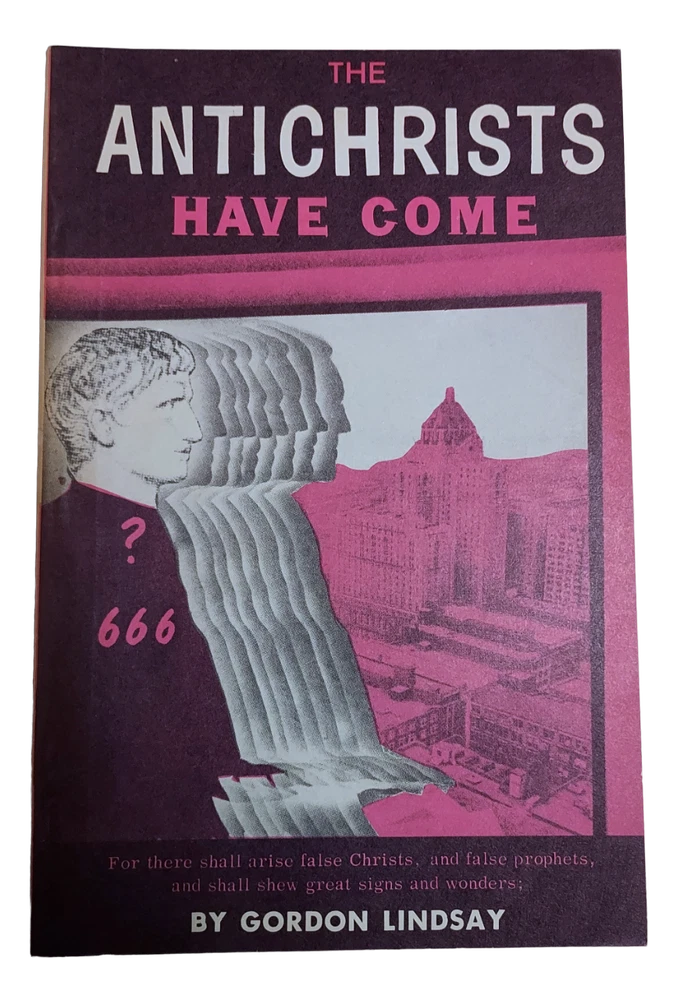 THE
ANTICHRISTS
HAVE COME
?
666
For there shall arise false Christs, and false prophets,
and shall shew great signs and wonders;
BY GORDON LINDSAY